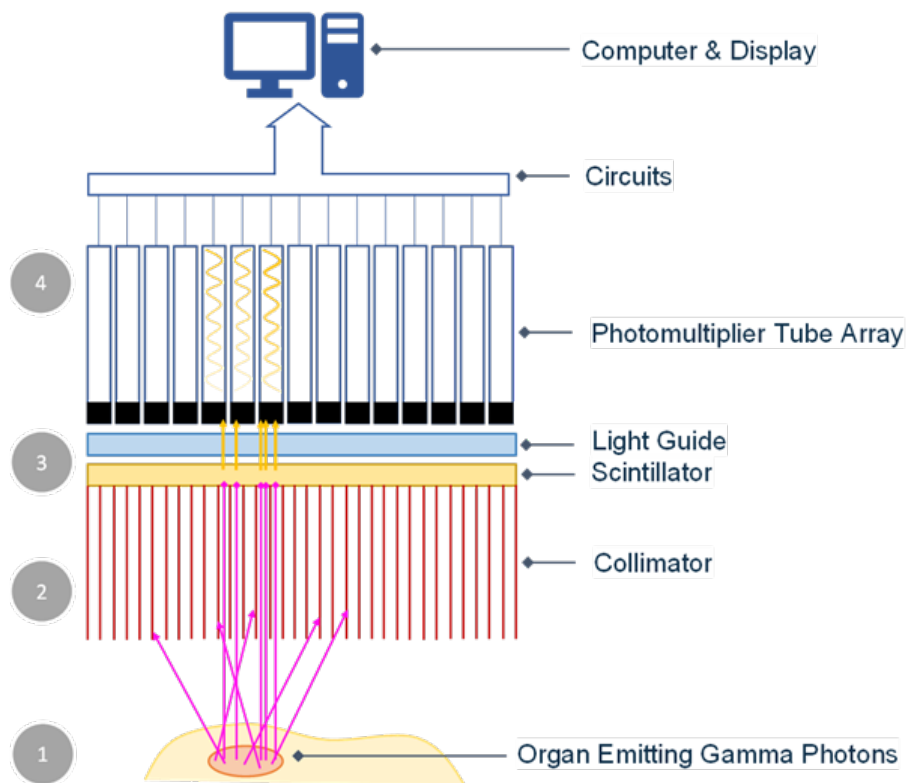 Computer & Display
Circuits
4
Photomultiplier Tube Array
Light Guide
3
Scintillator
Collimator
2
1
Organ Emitting Gamma Photons